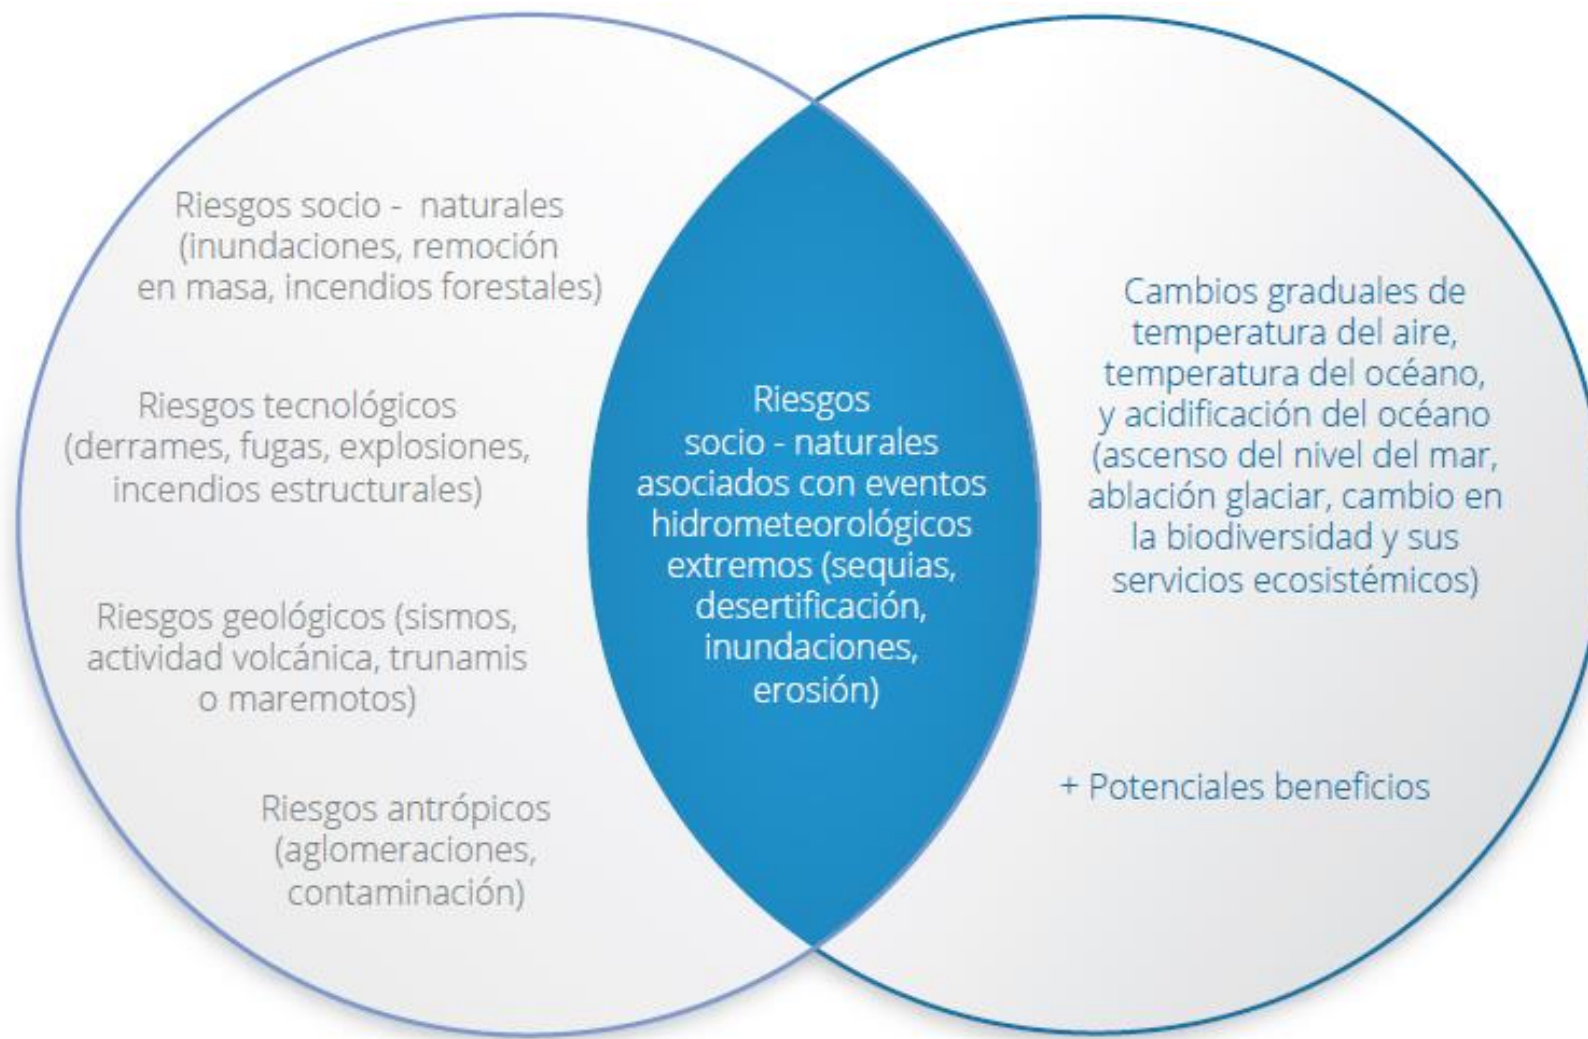 Riesgos socio - naturales
(inundaciones, remoción
en masa, incendios forestales)
Riesgos tecnológicos
(derrames, fugas, explosiones,
incendios estructurales)
Riesgos geológicos (sismos,
actividad volcánica, trunamis
o maremotos)
Riesgos antrópicos
(aglomeraciones,
contaminación)
Riesgos
socio - naturales
asociados con eventos
hidrometeorológicos
extremos (sequias,
desertificación,
inundaciones,
erosión)
Cambios graduales de
temperatura del aire,
temperatura del océano,
y acidificación del océano
(ascenso del nivel del mar,
ablación glaciar, cambio en
la biodiversidad y sus
servicios ecosistémicos)
+ Potenciales beneficios